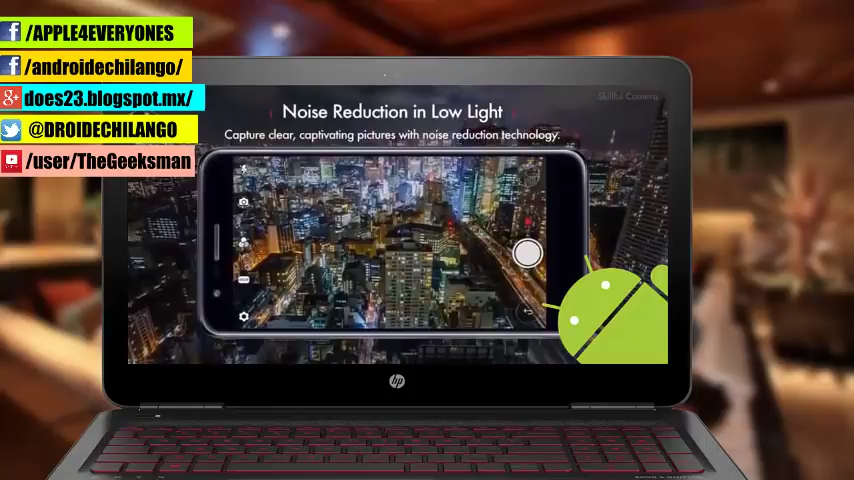 /APPLE4EVERYONES
/androidechilango/
does23.blogspot.mx/
@DROIDECHILANGO
/user/TheGeeksman
Skillful Camera
Noise Reduction in Low Light
Capture clear, captivating pictures with noise reduction technology.
hp